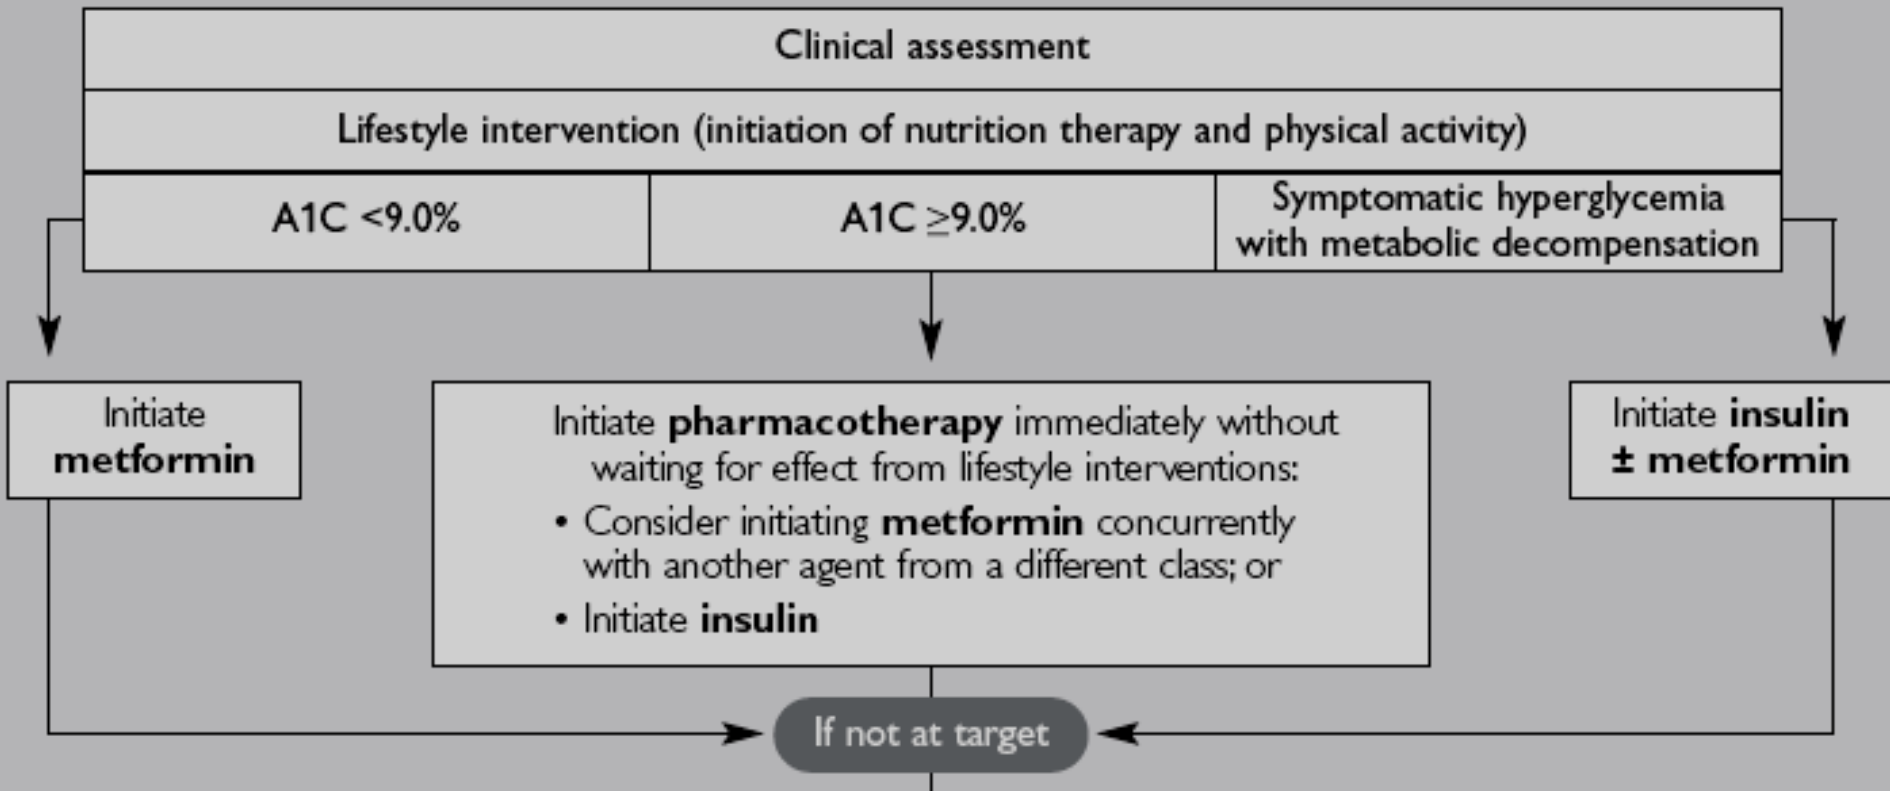 Clinical assessment
Lifestyle intervention (initiation of nutrition therapy and physical activity)
A1C <9.0%
A1C ≥9.0%
Symptomatic hyperglycemia
with metabolic decompensation
Initiate
metformin
Initiate pharmacotherapy immediately without
waiting for effect from lifestyle interventions:
• Consider initiating metformin concurrently
with another agent from a different class; or
• Initiate insulin
Initiate insulin
± metformin
If not at target